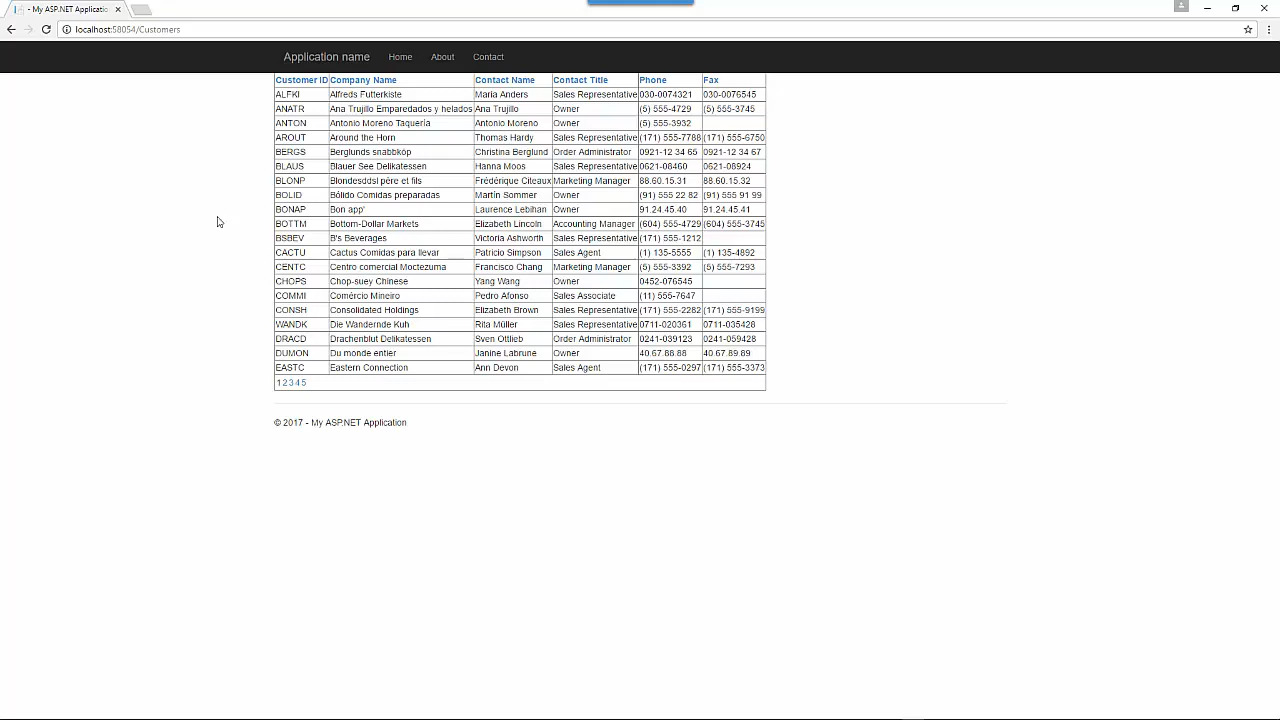 - My ASP.NET Applicatio
localhost:58054/Customers
Application name Home About Contact
Customer ID Company Name Contact Name Contact Title Phone Fax
ALFKI Alfreds Futterkiste Maria Anders Sales Representative 030-0074321 030-0076545
ANATR Ana Trujillo Emparedados y helados Ana Trujillo Owner (5) 555-4729 (5) 555-3745
ANTON Antonio Moreno Taquería Antonio Moreno Owner (5) 555-3932
AROUT Around the Horn Thomas Hardy Sales Representative (171) 555-7788 (171) 555-6750
BERGS Berglunds snabbköp Christina Berglund Order Administrator 0921-12 34 65 0921-12 34 67
BLAUS Blauer See Delikatessen Hanna Moos Sales Representative 0621-08460 0621-08924
BLONP Blondesddsl père et fils Frédérique Citeaux Marketing Manager 88.60.15.31 88.60.15.32
BOLID Bólido Comidas preparadas Martín Sommer Owner (91) 555 22 82 (91) 555 91 99
BONAP Bon app' Laurence Lebihan Owner 91.24.45.40 91.24.45.41
BOTTM Bottom-Dollar Markets Elizabeth Lincoln Accounting Manager (604) 555-4729 (604) 555-3745
BSBEV B's Beverages Victoria Ashworth Sales Representative (171) 555-1212
CACTU Cactus Comidas para llevar Patricio Simpson Sales Agent (1) 135-5555 (1) 135-4892
CENTC Centro comercial Moctezuma Francisco Chang Marketing Manager (5) 555-3392 (5) 555-7293
CHOPS Chop-suey Chinese Yang Wang Owner 0452-076545
COMMI Comércio Mineiro Pedro Afonso Sales Associate (11) 555-7647
CONSH Consolidated Holdings Elizabeth Brown Sales Representative (171) 555-2282 (171) 555-9199
WANDK Die Wandernde Kuh Rita Müller Sales Representative 0711-020361 0711-035428
DRACD Drachenblut Delikatessen Sven Ottlieb Order Administrator 0241-039123 0241-059428
DUMON Du monde entier Janine Labrune Owner 40.67.88.88 40.67.89.89
EASTC Eastern Connection Ann Devon Sales Agent (171) 555-0297 (171) 555-3373
1 2 3 4 5
© 2017 - My ASP.NET Application